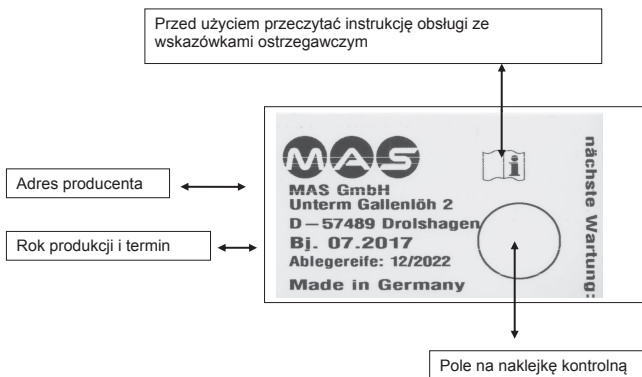 Przed użyciem przeczytać instrukcję obsługi ze
wskazówkami ostrzegawczym
MAS
MAS GmbH
Unterm Gallenlöh 2
D – 57489 Drolshagen
Bj. 07.2017
Ablegereife: 12/2022
Made in Germany
nächste Wartung:
Adres producenta
Rok produkcji i termin
Pole na naklejkę kontrolną